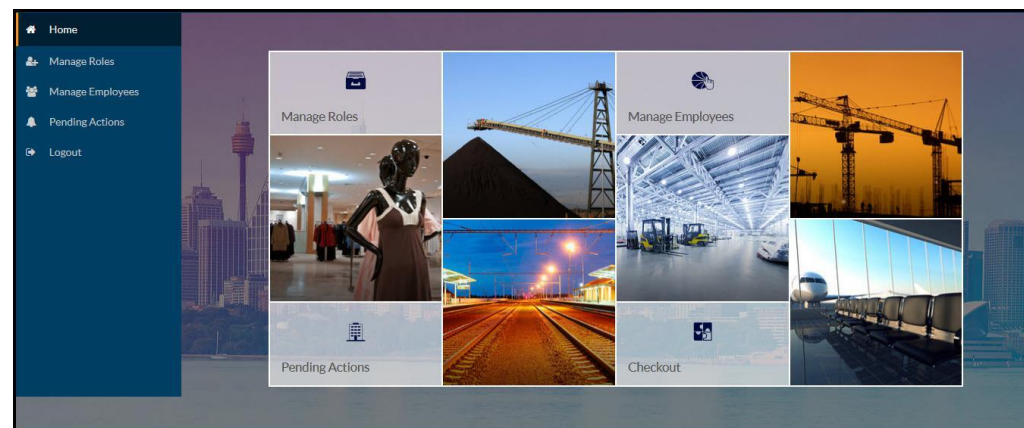 Home
Manage Roles
Manage Employees
Pending Actions
Logout
Manage Roles
Manage Employees
Pending Actions
Checkout